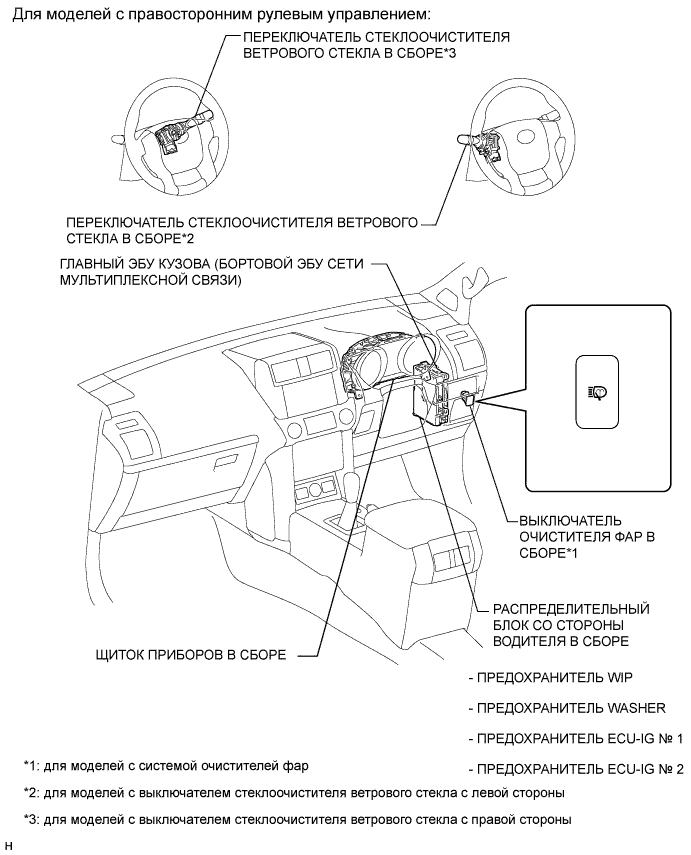 Для моделей с правосторонним рулевым управлением:
ПЕРЕКЛЮЧАТЕЛЬ СТЕКЛООЧИСТИТЕЛЯ
ВЕТРОВОГО СТЕКЛА В СБОРЕ*3
ПЕРЕКЛЮЧАТЕЛЬ СТЕКЛООЧИСТИТЕЛЯ ВЕТРОВОГО
СТЕКЛА В СБОРЕ*2
ГЛАВНЫЙ ЭБУ КУЗОВА (БОРТОВОЙ ЭБУ СЕТИ
МУЛЬТИПЛЕКСНОЙ СВЯЗИ)
ВЫКЛЮЧАТЕЛЬ
ОЧИСТИТЕЛЯ ФАР В
СБОРЕ*1
РАСПРЕДЕЛИТЕЛЬНЫЙ
БЛОК СО СТОРОНЫ
ВОДИТЕЛЯ В СБОРЕ
ЩИТОК ПРИБОРОВ В СБОРЕ
- ПРЕДОХРАНИТЕЛЬ WIP
- ПРЕДОХРАНИТЕЛЬ WASHER
- ПРЕДОХРАНИТЕЛЬ ECU-IG № 1
- ПРЕДОХРАНИТЕЛЬ ECU-IG № 2
*1: для моделей с системой очистителей фар
*2: для моделей с выключателем стеклоочистителя ветрового стекла с левой стороны
*3: для моделей с выключателем стеклоочистителя ветрового стекла с правой стороны
H